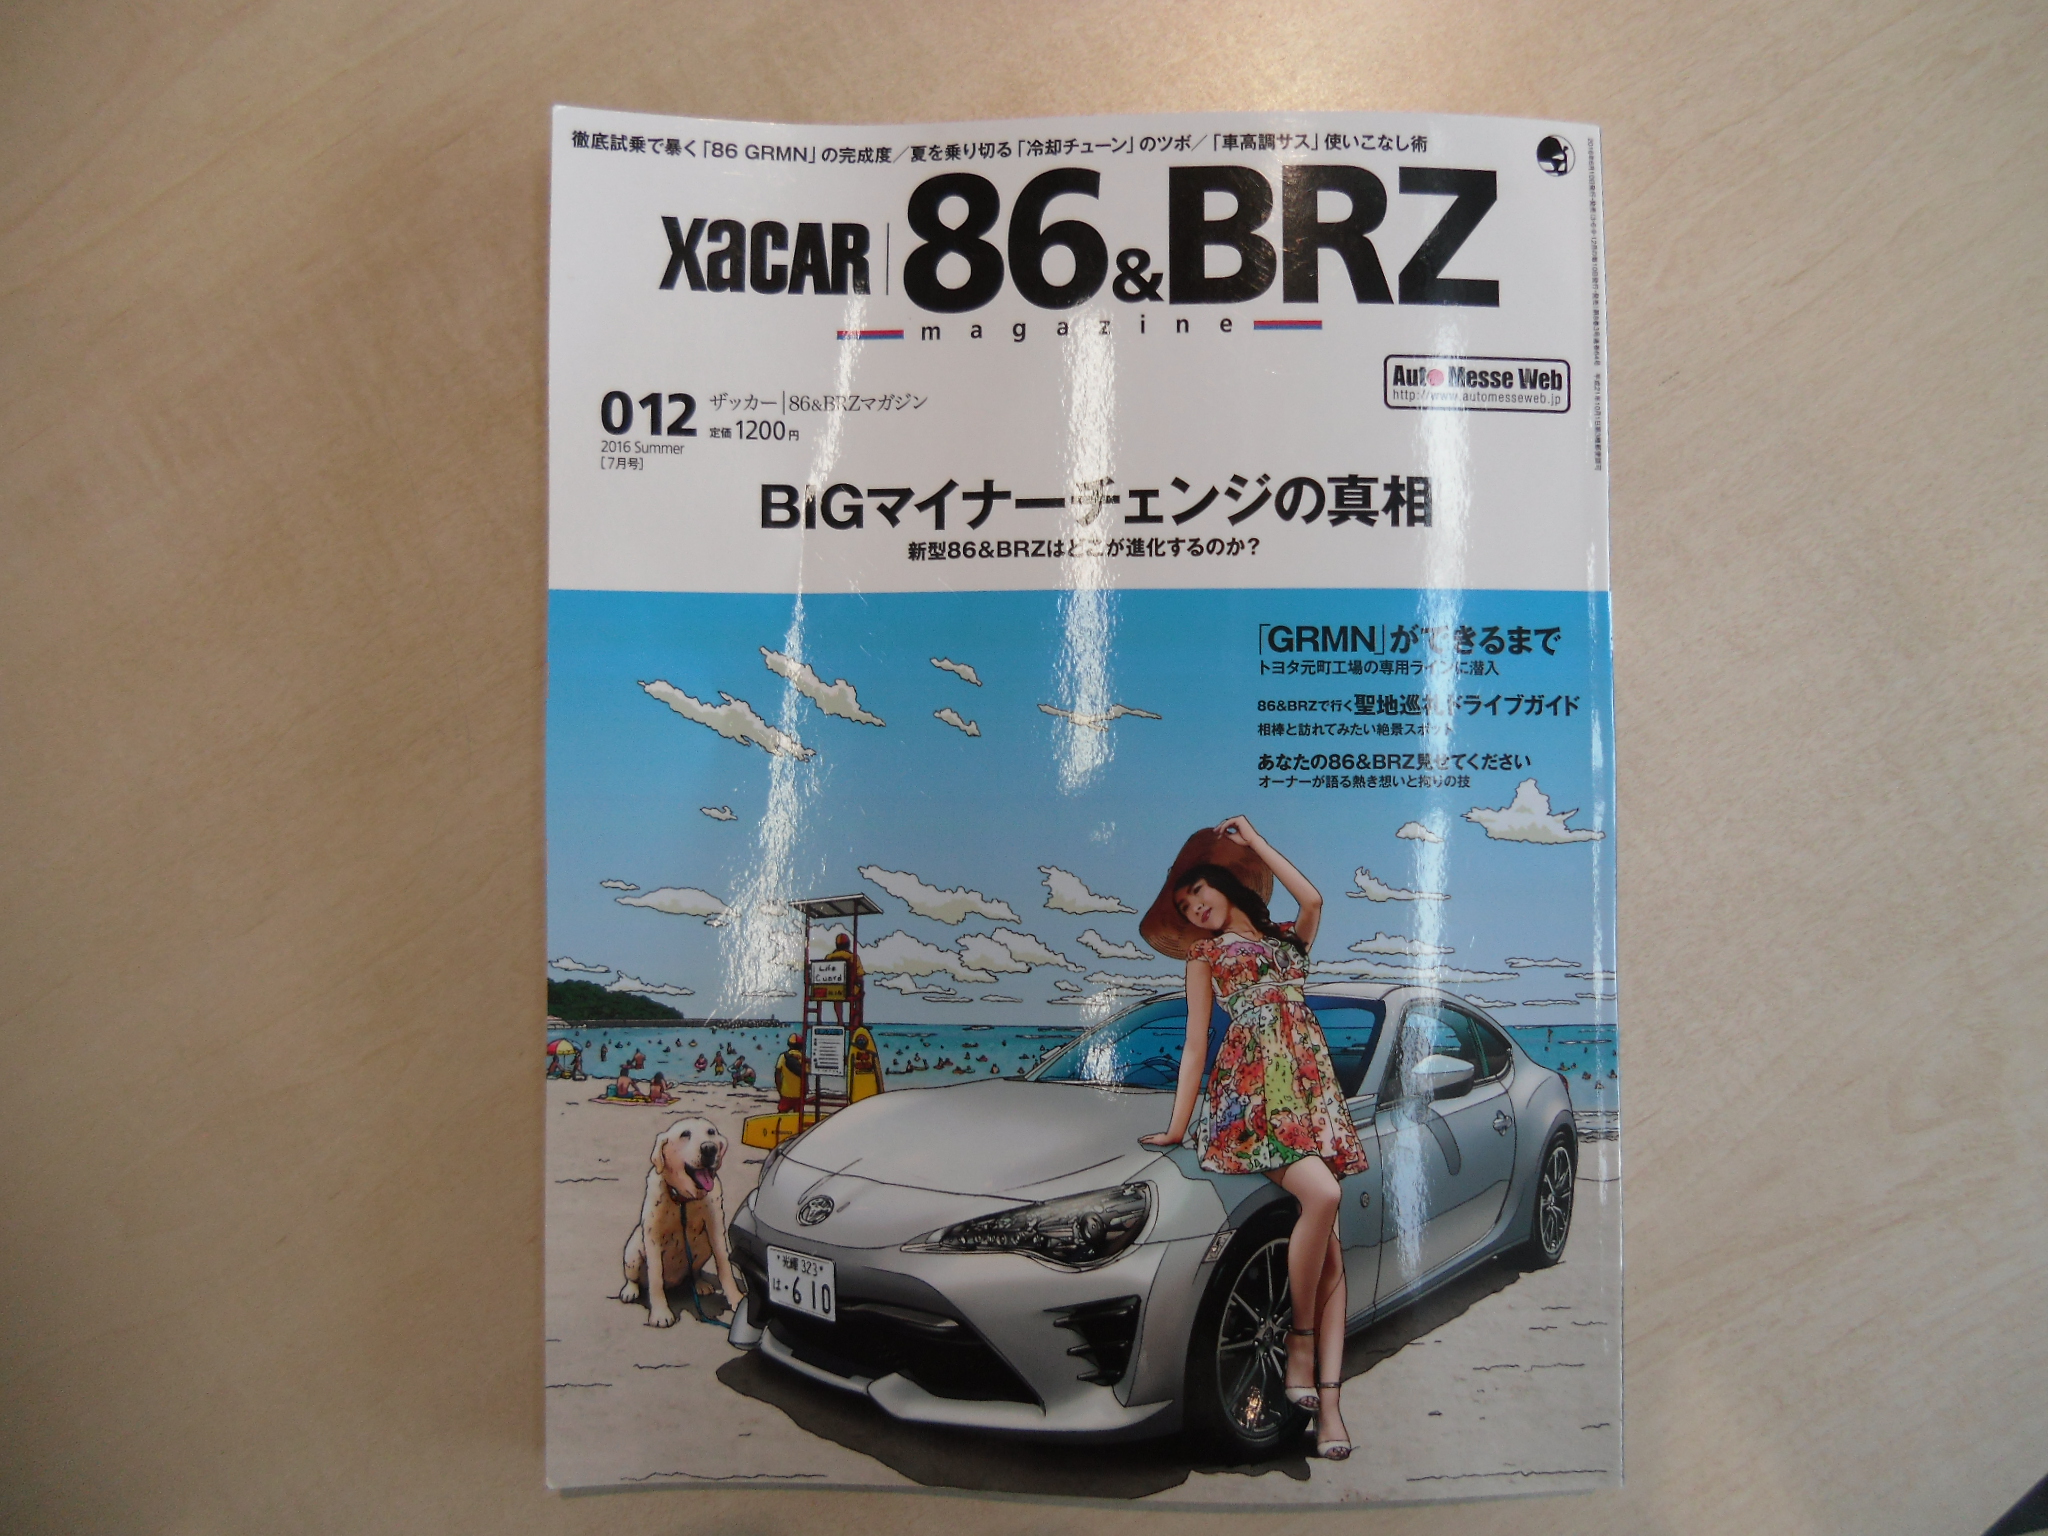 徹底試乗で暴く「86 GRMN」の完成度／夏を乗り切る「冷却チューン」のツボ／「車高調サス」使いこなし術
XaCAR 86&BRZ
magazine
Auto Messe Web
http://www.automesseweb.jp
012 ザッカー|86&BRZマガジン
定価1200円
2016 Summer
[7月号]
BIGマイナーチェンジの真相
新型86&BRZはどこが進化するのか?
「GRMN」ができるまで
トヨタ元町工場の専用ラインに潜入
86&BRZで行く聖地巡礼ドライブガイド
相棒と訪れてみたい絶景スポット
あなたの86&BRZ見せてください
オーナーが語る熱き想いと拘りの技
Life
Guard
光輝 323
は・610